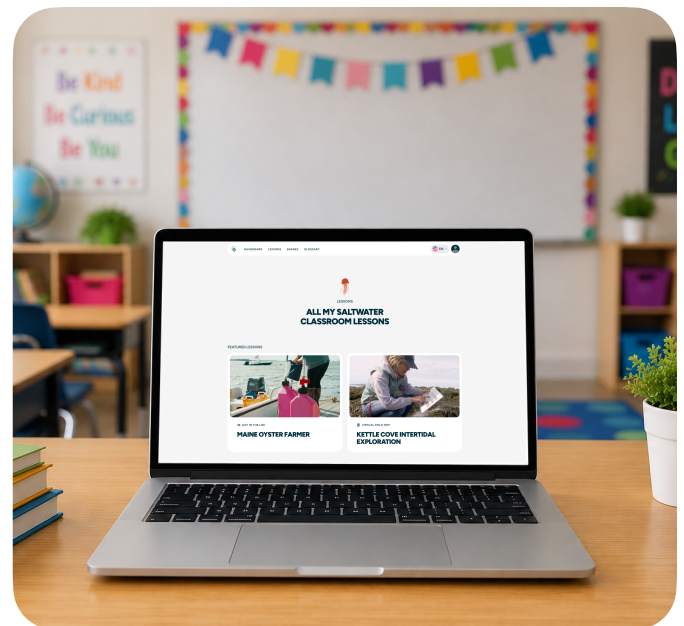 Be Kind
Be Curious
Be You
D
L
DASHBOARD LESSONS BADGES GLOSSARY
EN
LESSONS
ALL MY SALTWATER
CLASSROOM LESSONS
FEATURED LESSONS
DAY IN THE LIFE
VIRTUAL FIELD TRIP
MAINE OYSTER FARMER
KETTLE COVE INTERTIDAL
EXPLORATION